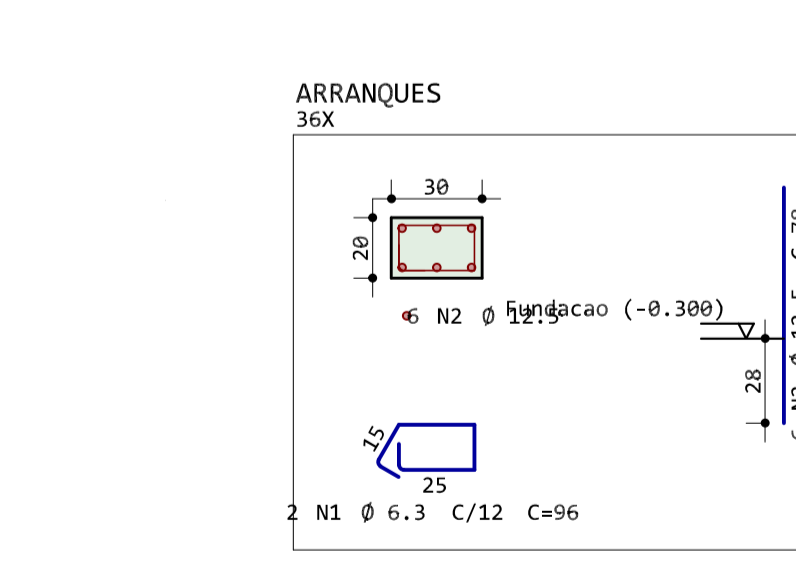 ARRANQUES
36X
30
20
6 N2 Ø 12.5
Fundacao (-0.300)
28
15
25
2 N1 Ø 6.3 C/12 C=96